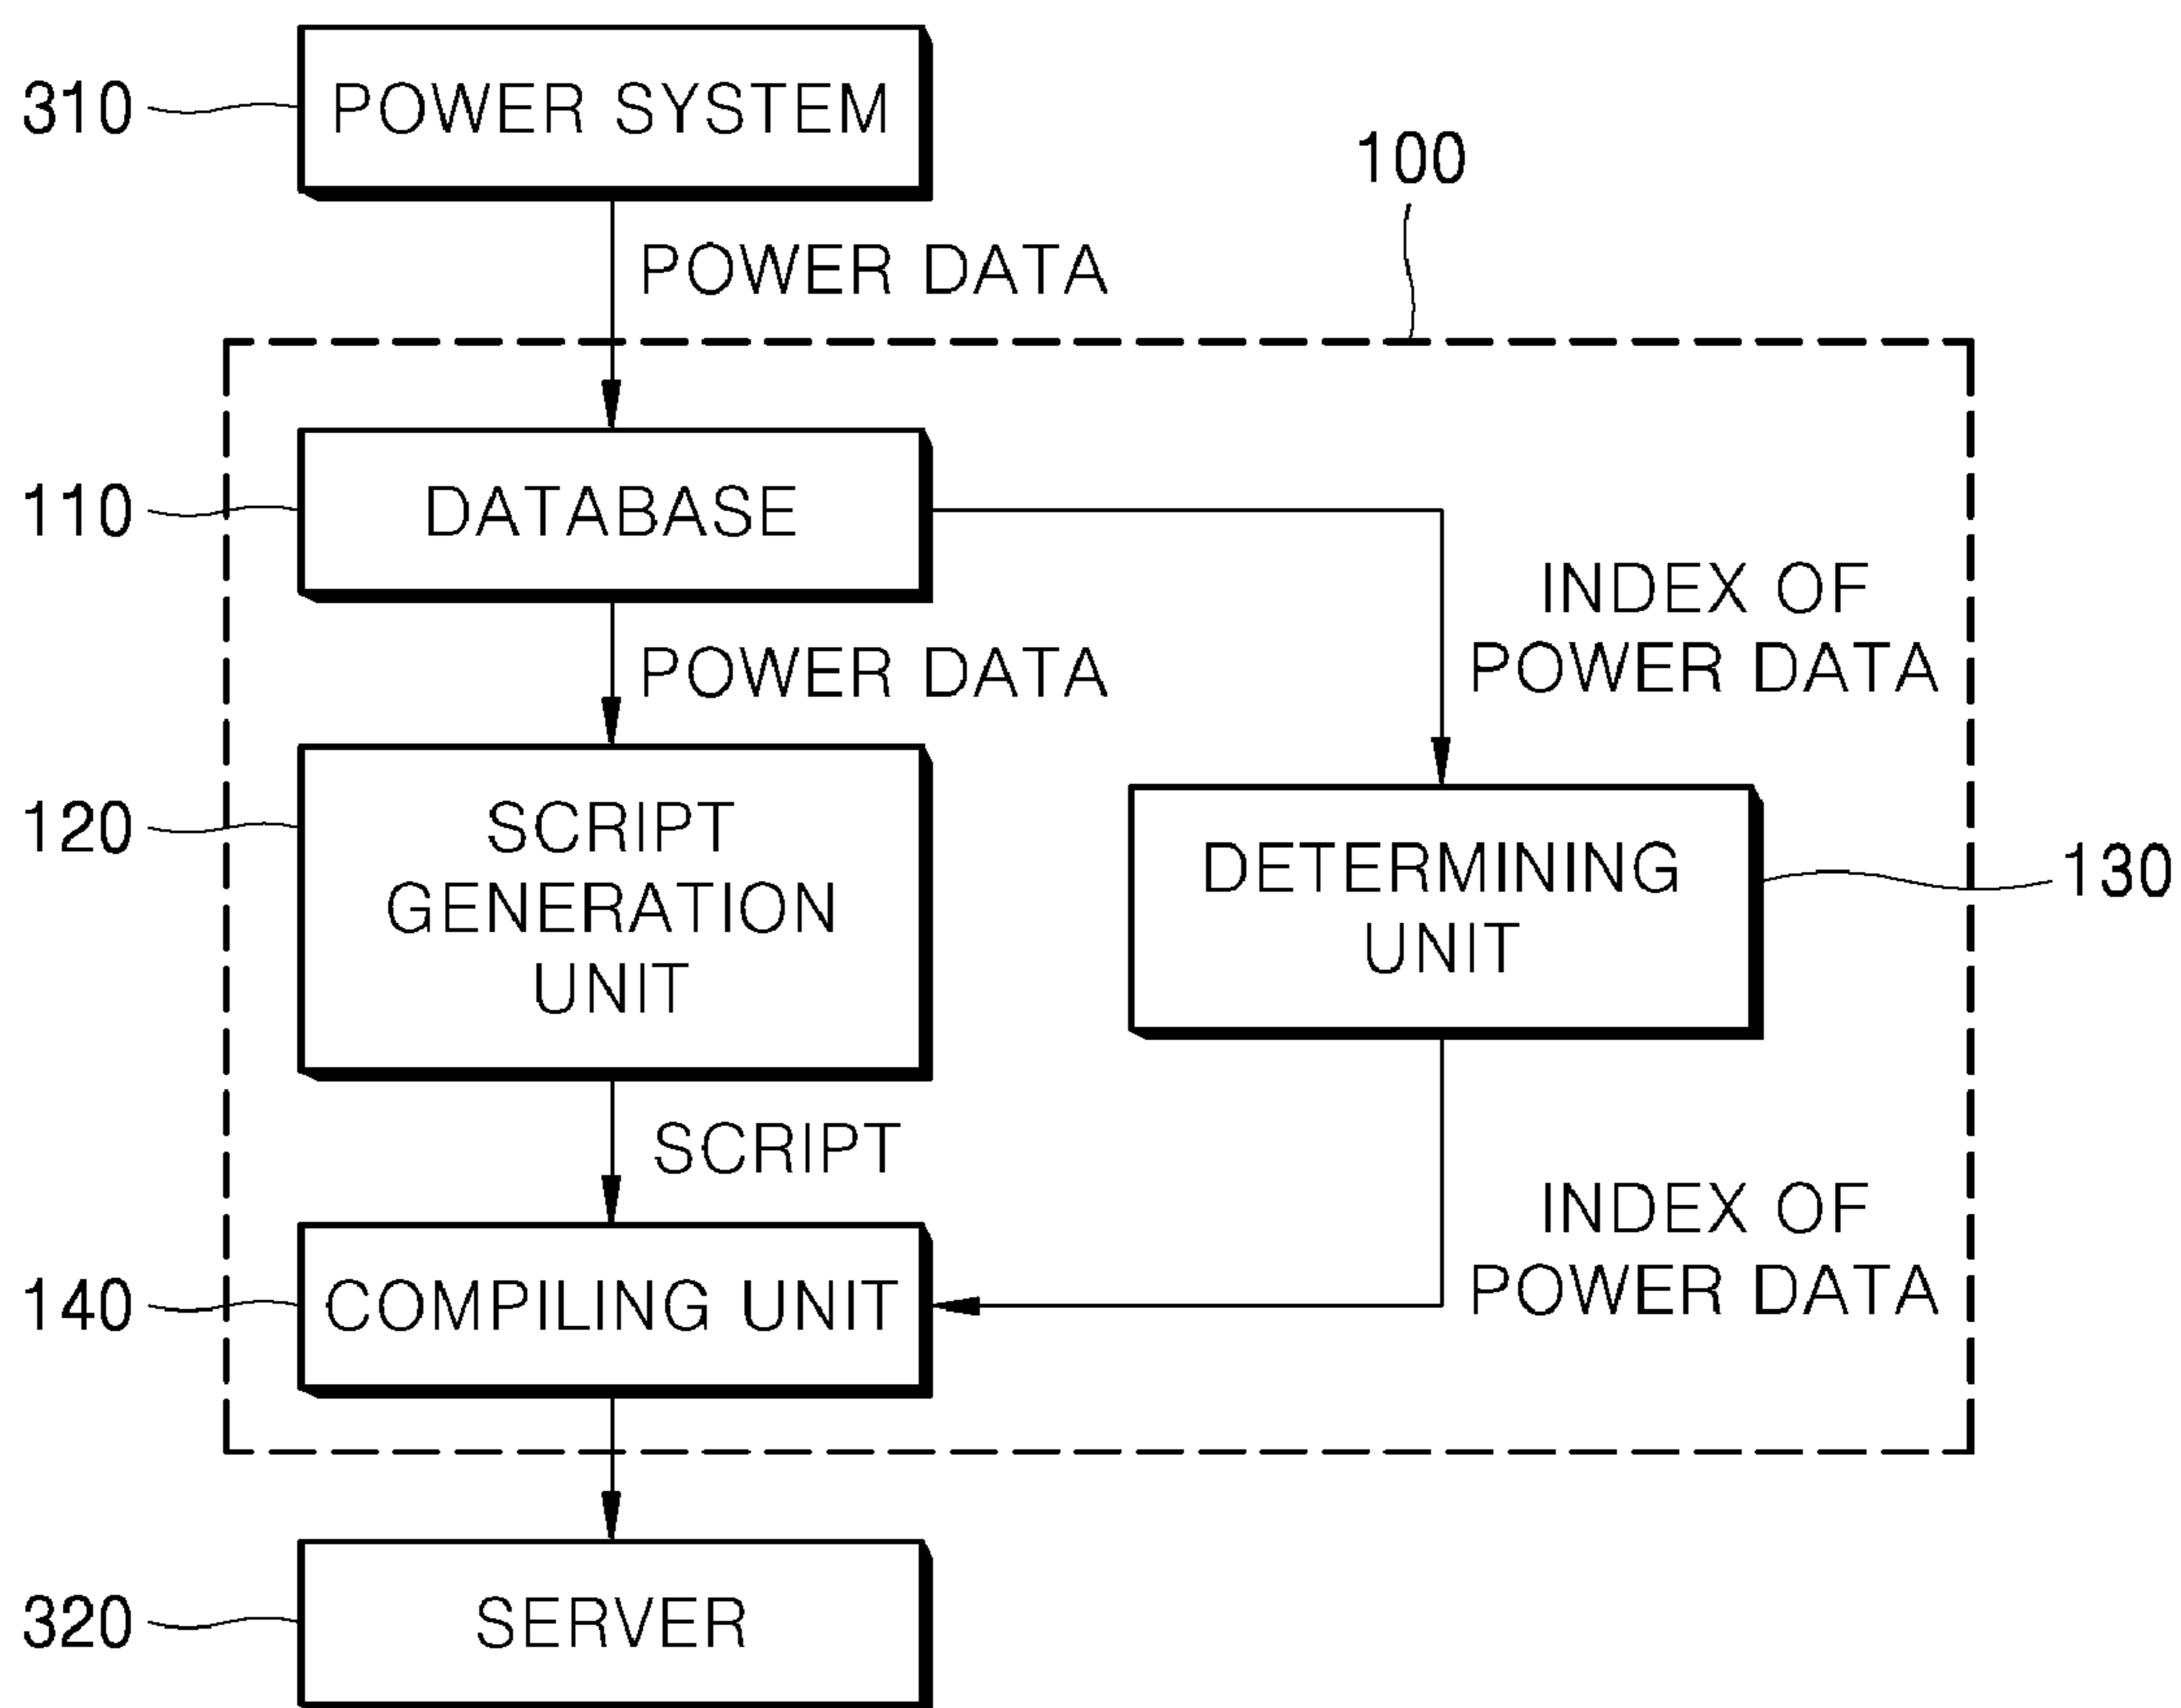 310
POWER SYSTEM
100
POWER DATA
110
DATABASE
INDEX OF
POWER DATA
POWER DATA
120
SCRIPT
GENERATION
UNIT
DETERMINING
UNIT
130
SCRIPT
INDEX OF
POWER DATA
140
COMPILING UNIT
320
SERVER